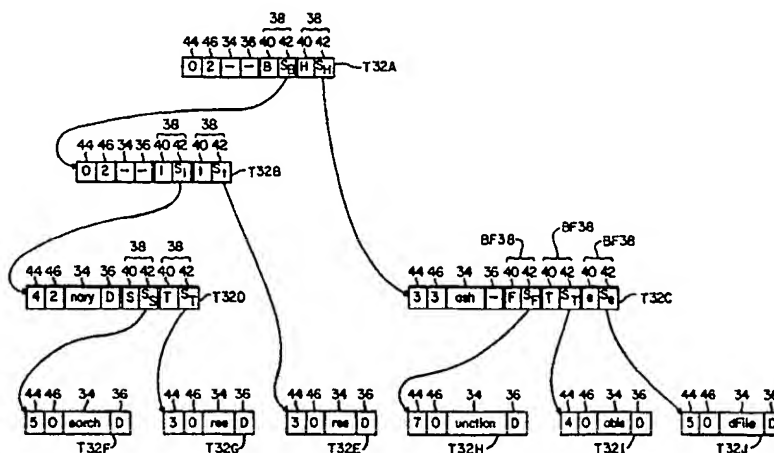 38 38
44 46 34 36 40 42 40 42
0 2 - - B S_B H S_H T32A
38 38
44 46 34 36 40 42 40 42
0 2 - - I S_I t S_t T32B
38 38 BF38 BF38 BF38
44 46 34 36 40 42 40 42 44 46 34 36 40 42 40 42 40 42
4 2 nary D S S_S T S_T T32D 3 3 ash - F S_F T S_T e S_e T32C
44 46 34 36 44 46 34 36 44 46 34 36 44 46 34 36 44 46 34 36 44 46 34 36
5 0 earch D 3 0 ree D 3 0 ree D 7 0 unction D 4 0 able D 5 0 dFile D
T32F T32G T32E T32H T32I T32J